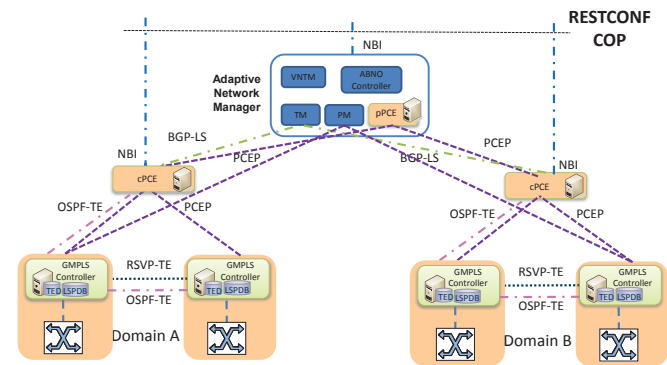 RESTCONF
COP
NBI
Adaptive
Network
Manager
VNTM
ABNO
Controller
TM
PM
pPCE
BGP-LS
PCEP
BGP-LS
PCEP
NBI
NBI
cPCE
cPCE
OSPF-TE
PCEP
OSPF-TE
PCEP
GMPLS
Controller
TED
LSPDB
RSVP-TE
OSPF-TE
GMPLS
Controller
TED
LSPDB
Domain A
GMPLS
Controller
TED
LSPDB
RSVP-TE
OSPF-TE
GMPLS
Controller
TED
LSPDB
Domain B